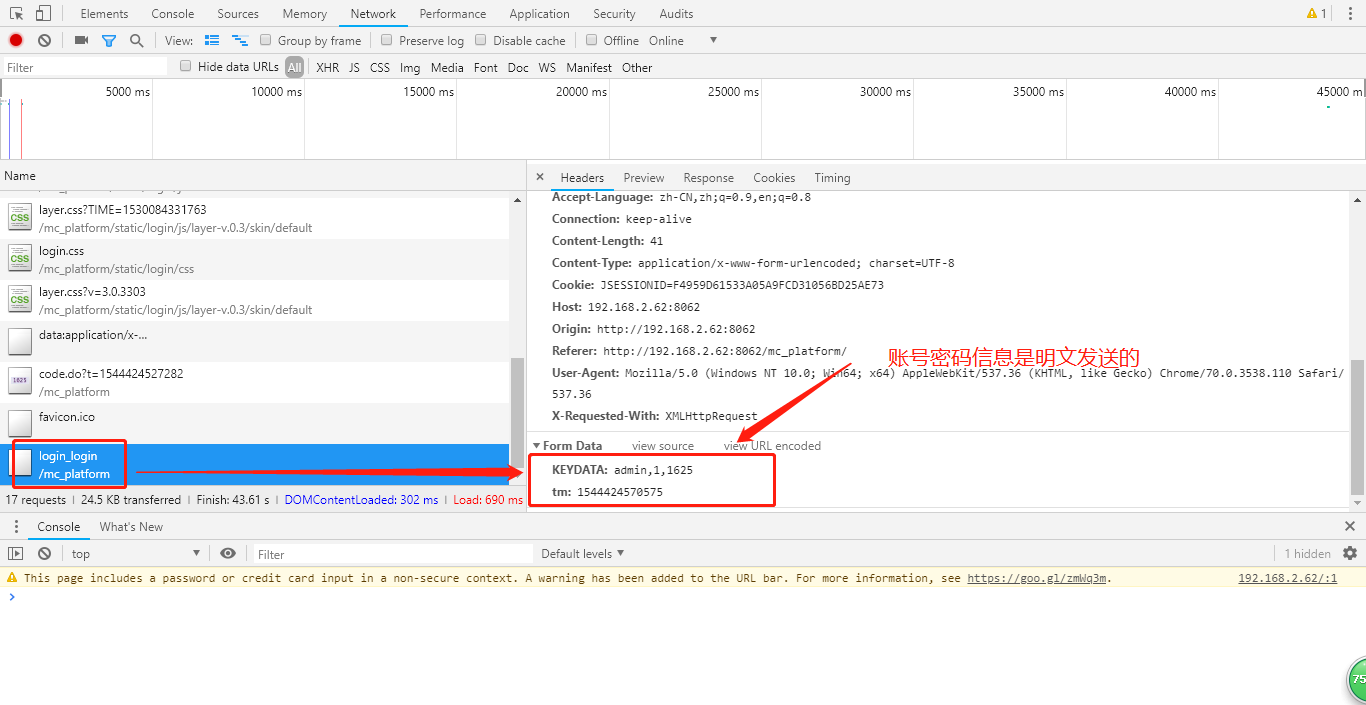 Elements Console Sources Memory Network Performance Application Security Audits 1
View: Group by frame Preserve log Disable cache Offline Online
Filter Hide data URLs All XHR JS CSS Img Media Font Doc WS Manifest Other
5000 ms 10000 ms 15000 ms 20000 ms 25000 ms 30000 ms 35000 ms 40000 ms 45000 m
Name
layer.css?TIME=1530084331763
/mc_platform/static/login/js/layer-v.0.3/skin/default
login.css
/mc_platform/static/login/css
layer.css?v=3.0.3303
/mc_platform/static/login/js/layer-v.0.3/skin/default
data:application/x-...
code.do?t=1544424527282
/mc_platform
favicon.ico
login_login
/mc_platform
17 requests 24.5 KB transferred Finish: 43.61 s DOMContentLoaded: 302 ms Load: 690 ms
× Headers Preview Response Cookies Timing
Accept-Language: zh-CN,zh;q=0.9,en;q=0.8
Connection: keep-alive
Content-Length: 41
Content-Type: application/x-www-form-urlencoded; charset=UTF-8
Cookie: JSESSIONID=F4959D61533A05A9FCD31056BD25AE73
Host: 192.168.2.62:8062
Origin: http://192.168.2.62:8062
Referer: http://192.168.2.62:8062/mc_platform/
账号密码信息是明文发送的
User-Agent: Mozilla/5.0 (Windows NT 10.0; Win64; x64) AppleWebKit/537.36 (KHTML, like Gecko) Chrome/70.0.3538.110 Safari/
537.36
X-Requested-With: XMLHttpRequest
Form Data view source view URL encoded
KEYDATA: admin,1,1625
tm: 1544424570575
Console What's New
top Filter Default levels 1 hidden
This page includes a password or credit card input in a non-secure context. A warning has been added to the URL bar. For more information, see https://goo.gl/zmWq3m. 192.168.2.62/:1
75